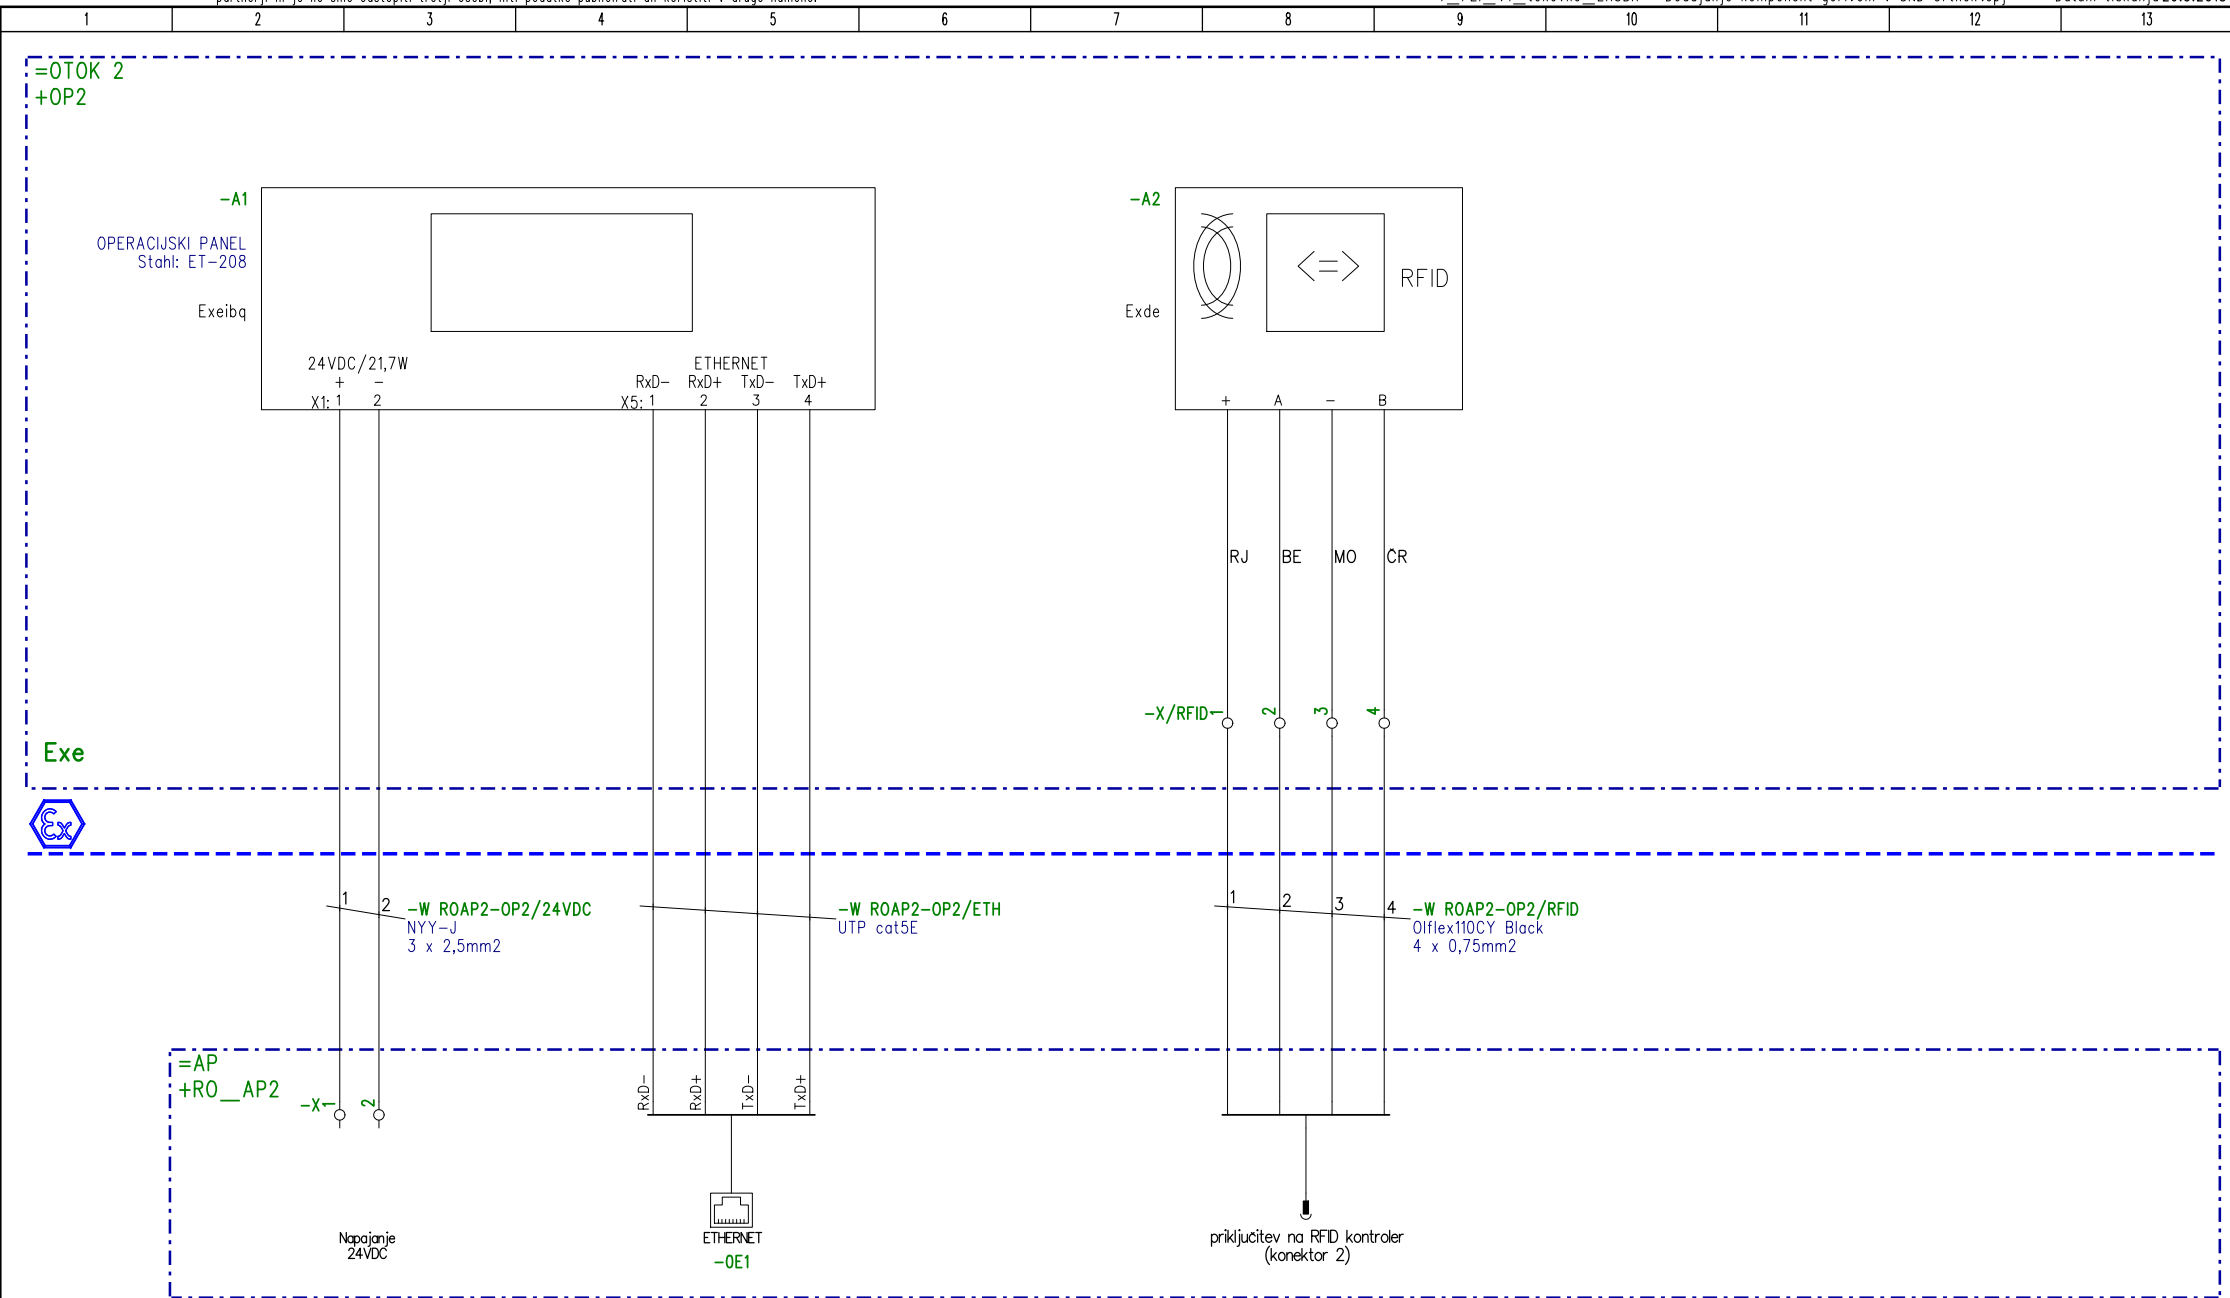 1 2 3 4 5 6 7 8 9 10 11 12 13
=OTOK 2
+OP2
-A1
OPERACIJSKI PANEL
Stahl: ET-208
Exeibq
24VDC/21,7W
+ -
X1: 1 2
ETHERNET
RxD- RxD+ TxD- TxD+
X5: 1 2 3 4
-A2
Exde
<=>
RFID
+ A - B
RJ BE MO ČR
-X/RFID 1 2 3 4
Exe
Ex
1 2
-W ROAP2-OP2/24VDC
NYY-J
3 x 2,5mm2
-W ROAP2-OP2/ETH
UTP cat5E
1 2 3 4
-W ROAP2-OP2/RFID
Olflex110CY Black
4 x 0,75mm2
=AP
+RO__AP2
-X 1 2
RxD- RxD+ TxD- TxD+
Napajanje
24VDC
ETHERNET
-OE1
priključitev na RFID kontroler
(konektor 2)